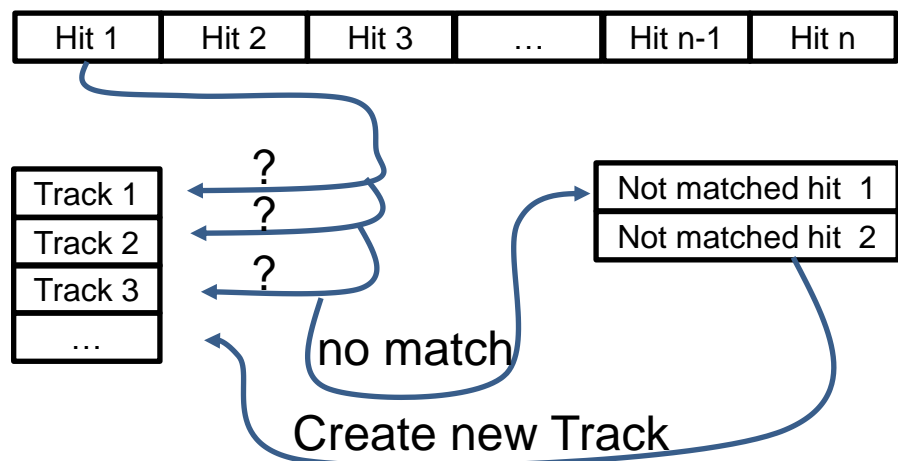 Hit 1 Hit 2 Hit 3 … Hit n-1 Hit n
?
Track 1 Not matched hit 1
?
Track 2 Not matched hit 2
?
Track 3
…
no match
Create new Track